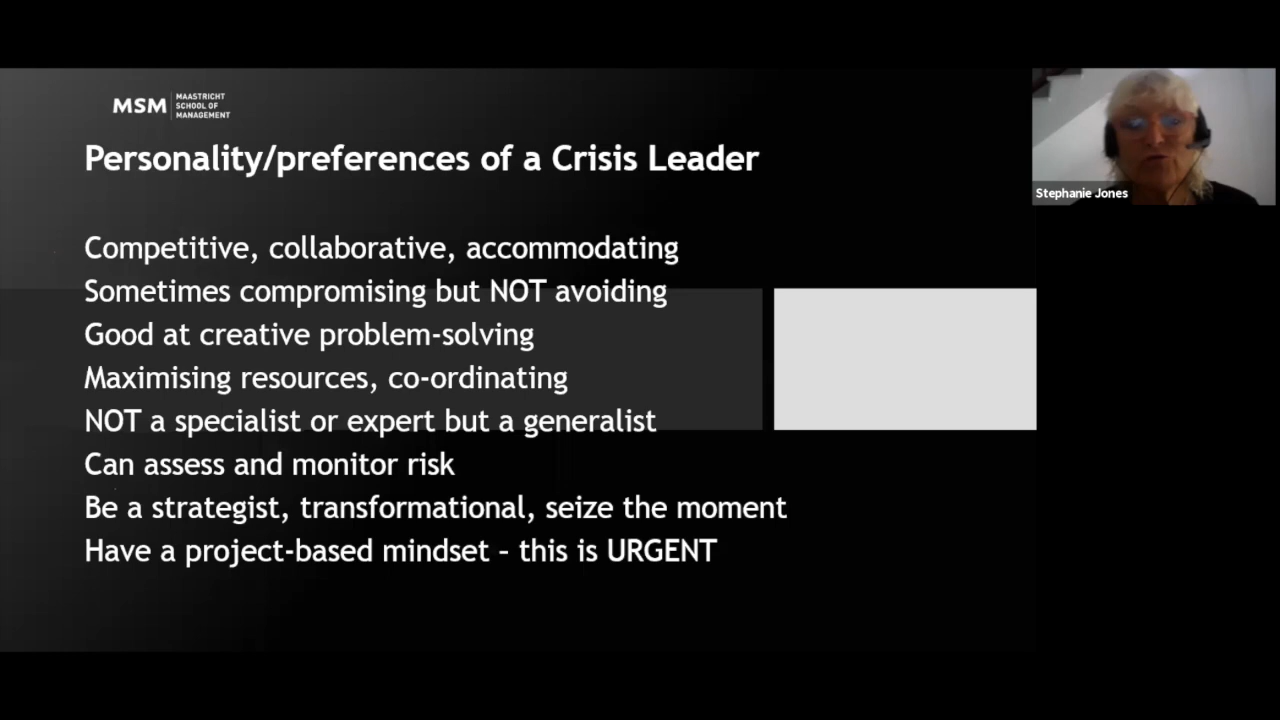 MSM
MAASTRICHT
SCHOOL OF
MANAGEMENT
Personality/preferences of a Crisis Leader
Stephanie Jones
Competitive, collaborative, accommodating
Sometimes compromising but NOT avoiding
Good at creative problem-solving
Maximising resources, co-ordinating
NOT a specialist or expert but a generalist
Can assess and monitor risk
Be a strategist, transformational, seize the moment
Have a project-based mindset – this is URGENT